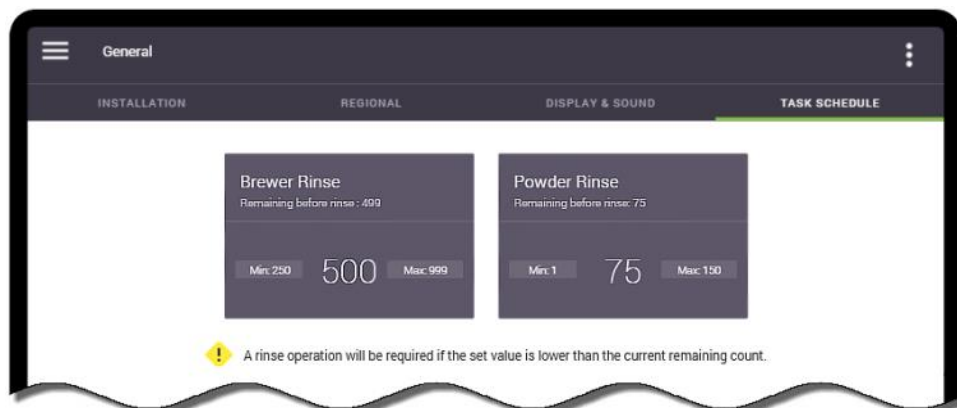 General
INSTALLATION REGIONAL DISPLAY & SOUND TASK SCHEDULE
Brewer Rinse
Remaining before rinse : 499
Min: 250 500 Max: 999
Powder Rinse
Remaining before rinse: 75
Min: 1 75 Max: 150
A rinse operation will be required if the set value is lower than the current remaining count.